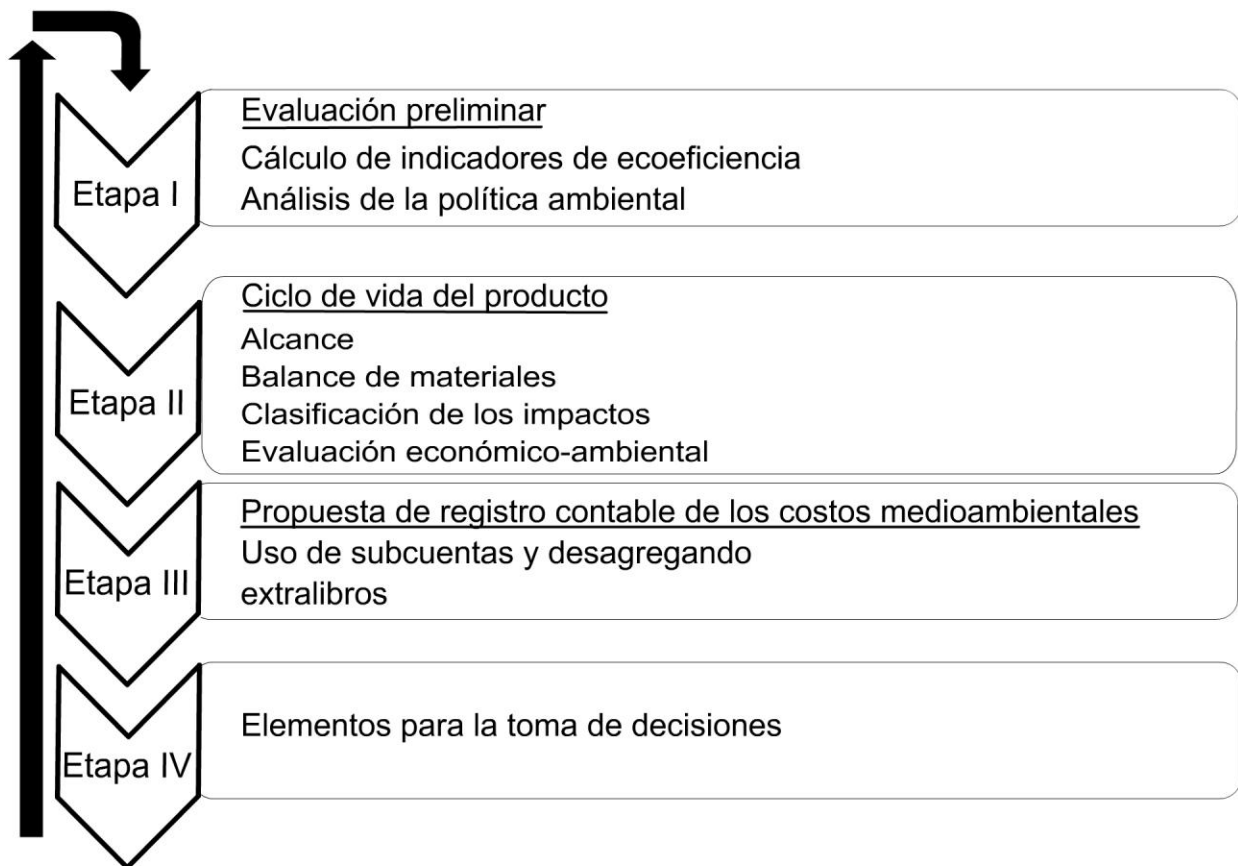 Etapa I
Evaluación preliminar
Cálculo de indicadores de ecoeficiencia
Análisis de la política ambiental
Etapa II
Ciclo de vida del producto
Alcance
Balance de materiales
Clasificación de los impactos
Evaluación económico-ambiental
Etapa III
Propuesta de registro contable de los costos medioambientales
Uso de subcuentas y desagregando
extralibros
Etapa IV
Elementos para la toma de decisiones